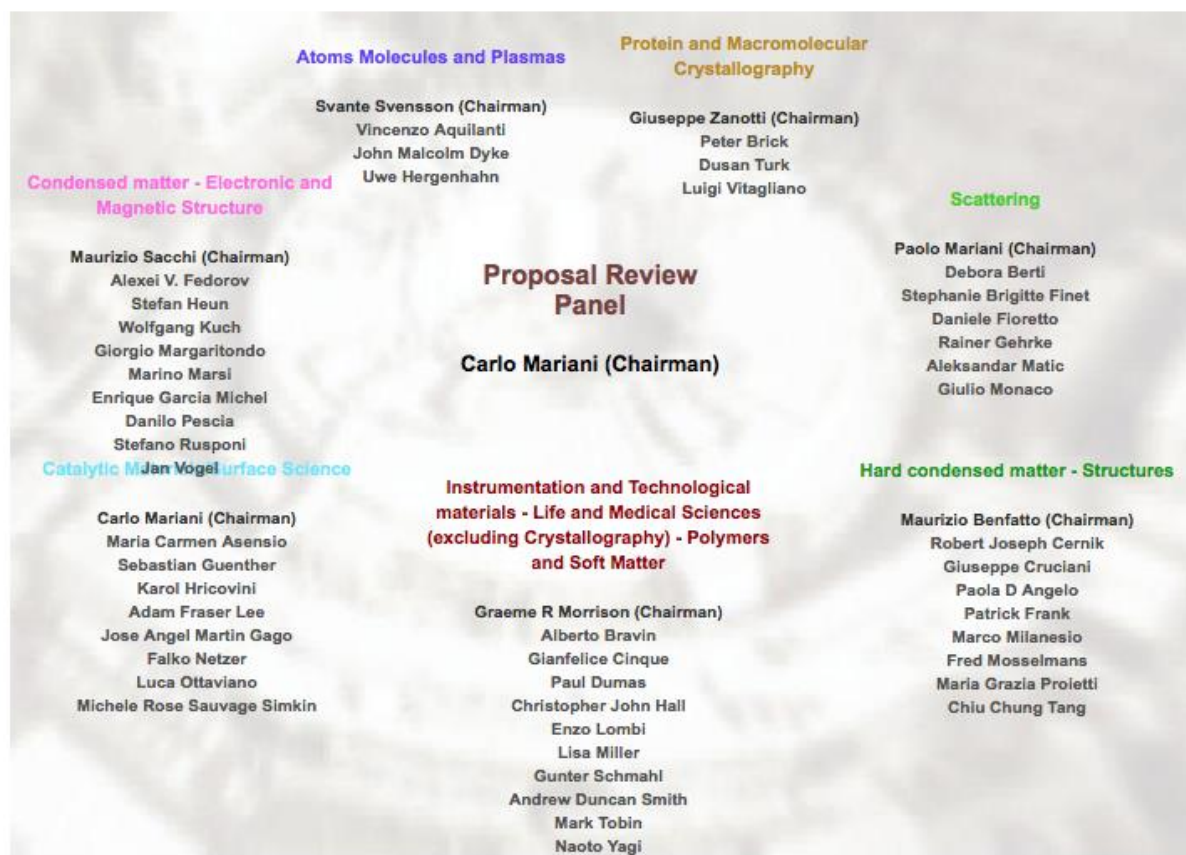 Atoms Molecules and Plasmas
Svante Svensson (Chairman)
Vincenzo Aquilanti
John Malcolm Dyke
Uwe Hergenhahn
Protein and Macromolecular
Crystallography
Giuseppe Zanotti (Chairman)
Peter Brick
Dusan Turk
Luigi Vitagliano
Condensed matter - Electronic and
Magnetic Structure
Maurizio Sacchi (Chairman)
Alexei V. Fedorov
Stefan Heun
Wolfgang Kuch
Giorgio Margaritondo
Marino Marsi
Enrique Garcia Michel
Danilo Pescia
Stefano Rusponi
Jan Vogel
Proposal Review
Panel
Carlo Mariani (Chairman)
Scattering
Paolo Mariani (Chairman)
Debora Berti
Stephanie Brigitte Finet
Daniele Fioretto
Rainer Gehrke
Aleksandar Matic
Giulio Monaco
Catalytic Surface Science
Carlo Mariani (Chairman)
Maria Carmen Asensio
Sebastian Guenther
Karol Hricovini
Adam Fraser Lee
Jose Angel Martin Gago
Falko Netzer
Luca Ottaviano
Michele Rose Sauvage Simkin
Instrumentation and Technological
materials - Life and Medical Sciences
(excluding Crystallography) - Polymers
and Soft Matter
Graeme R Morrison (Chairman)
Alberto Bravin
Gianfelice Cinque
Paul Dumas
Christopher John Hall
Enzo Lombi
Lisa Miller
Gunter Schmahl
Andrew Duncan Smith
Mark Tobin
Naoto Yagi
Hard condensed matter - Structures
Maurizio Benfatto (Chairman)
Robert Joseph Cernik
Giuseppe Cruciani
Paola D Angelo
Patrick Frank
Marco Milanesio
Fred Mosselmans
Maria Grazia Proietti
Chiu Chung Tang